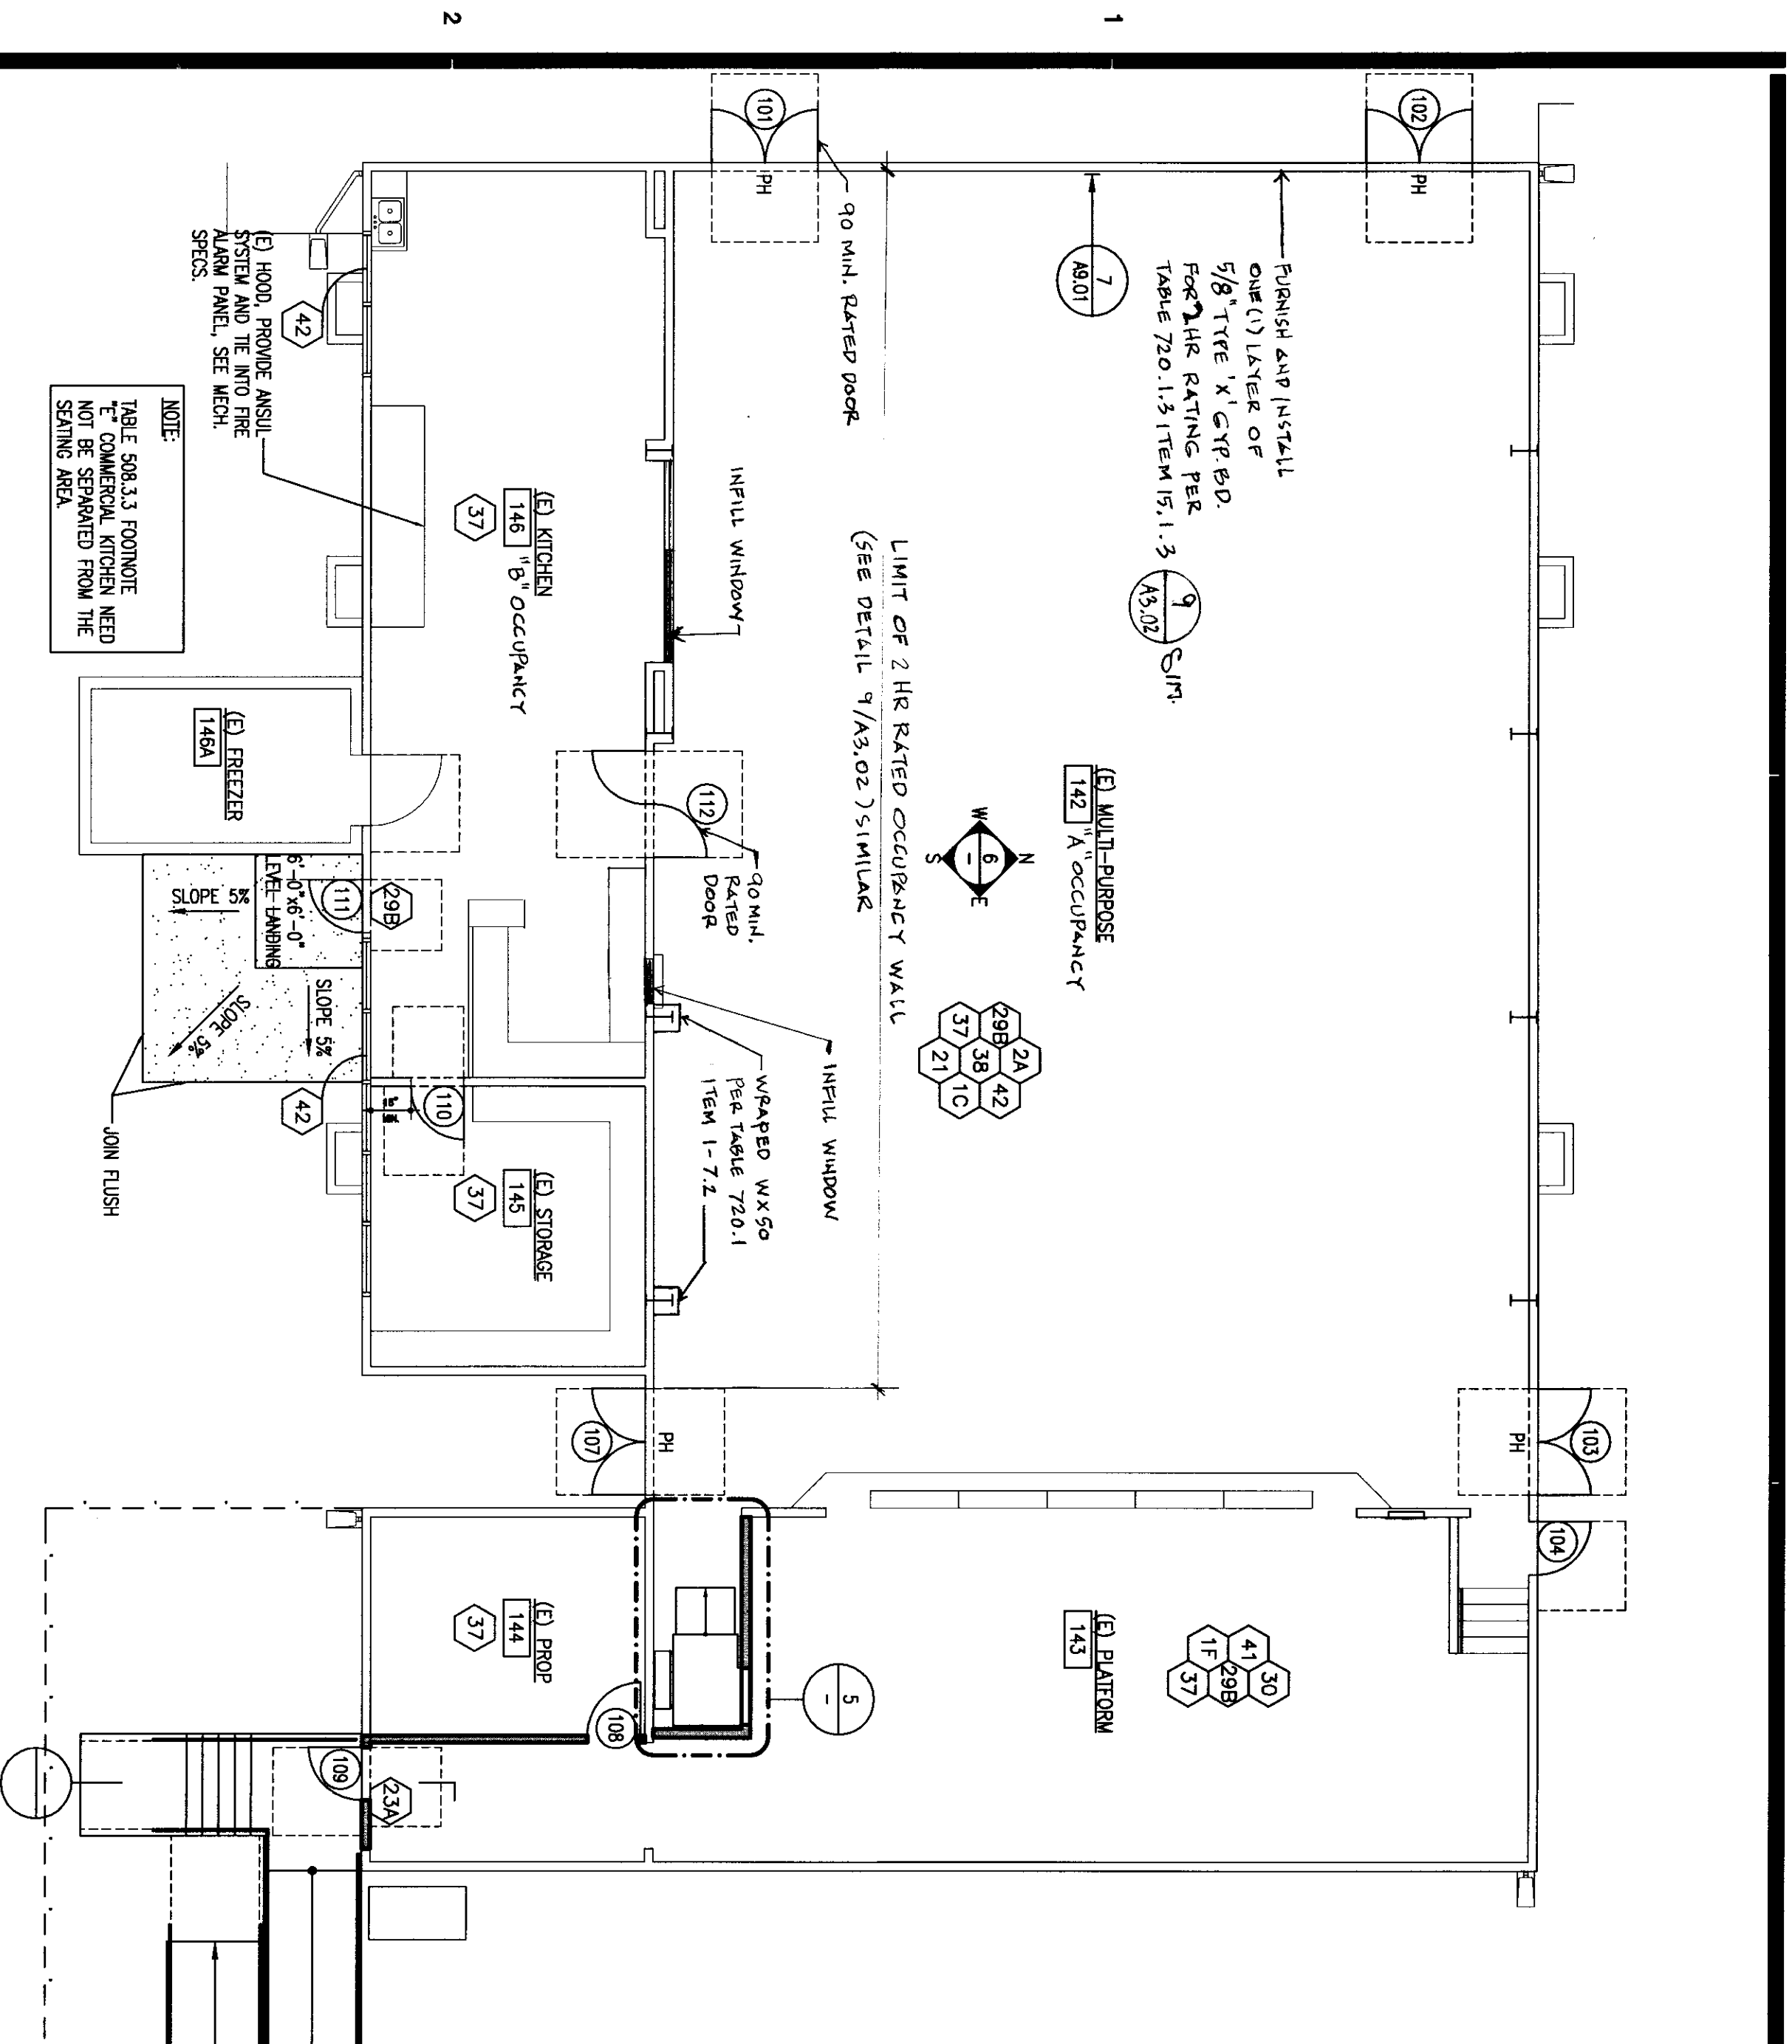 2
1
101
PH
102
PH
90 MIN. RATED DOOR
FURNISH AND INSTALL
ONE (1) LAYER OF
5/8" TYPE 'X' GYP. BD.
FOR 2 HR RATING PER
TABLE 720.1.3 ITEM 15.1.3
7
A9.01
9
A3.02
SIM.
LIMIT OF 2 HR RATED OCCUPANCY WALL
(SEE DETAIL 9/A3.02) SIMILAR
(E) MULTI-PURPOSE
142
"A" OCCUPANCY
N
W
6
-
E
S
29B
2A
37
38
42
21
1C
INFILL WINDOW
(E) KITCHEN
146
"B" OCCUPANCY
37
42
(E) HOOD, PROVIDE ANSUL
SYSTEM AND TIE INTO FIRE
ALARM PANEL, SEE MECH.
SPECS.
NOTE:
TABLE 508.3.3 FOOTNOTE
"E" COMMERCIAL KITCHEN NEED
NOT BE SEPARATED FROM THE
SEATING AREA.
(E) FREEZER
146A
112
90 MIN.
RATED
DOOR
INFILL WINDOW
WRAPED WX50
PER TABLE 720.1
ITEM 1-7.2
29B
111
6'-0"x6'-0"
LEVEL LANDING
SLOPE 5%
SLOPE 5%
SLOPE 5%
42
JOIN FLUSH
110
18"
MIN.
(E) STORAGE
145
37
103
PH
107
PH
104
(E) PLATFORM
143
41
30
1F
29B
37
5
-
(E) PROP
144
37
108
109
23A